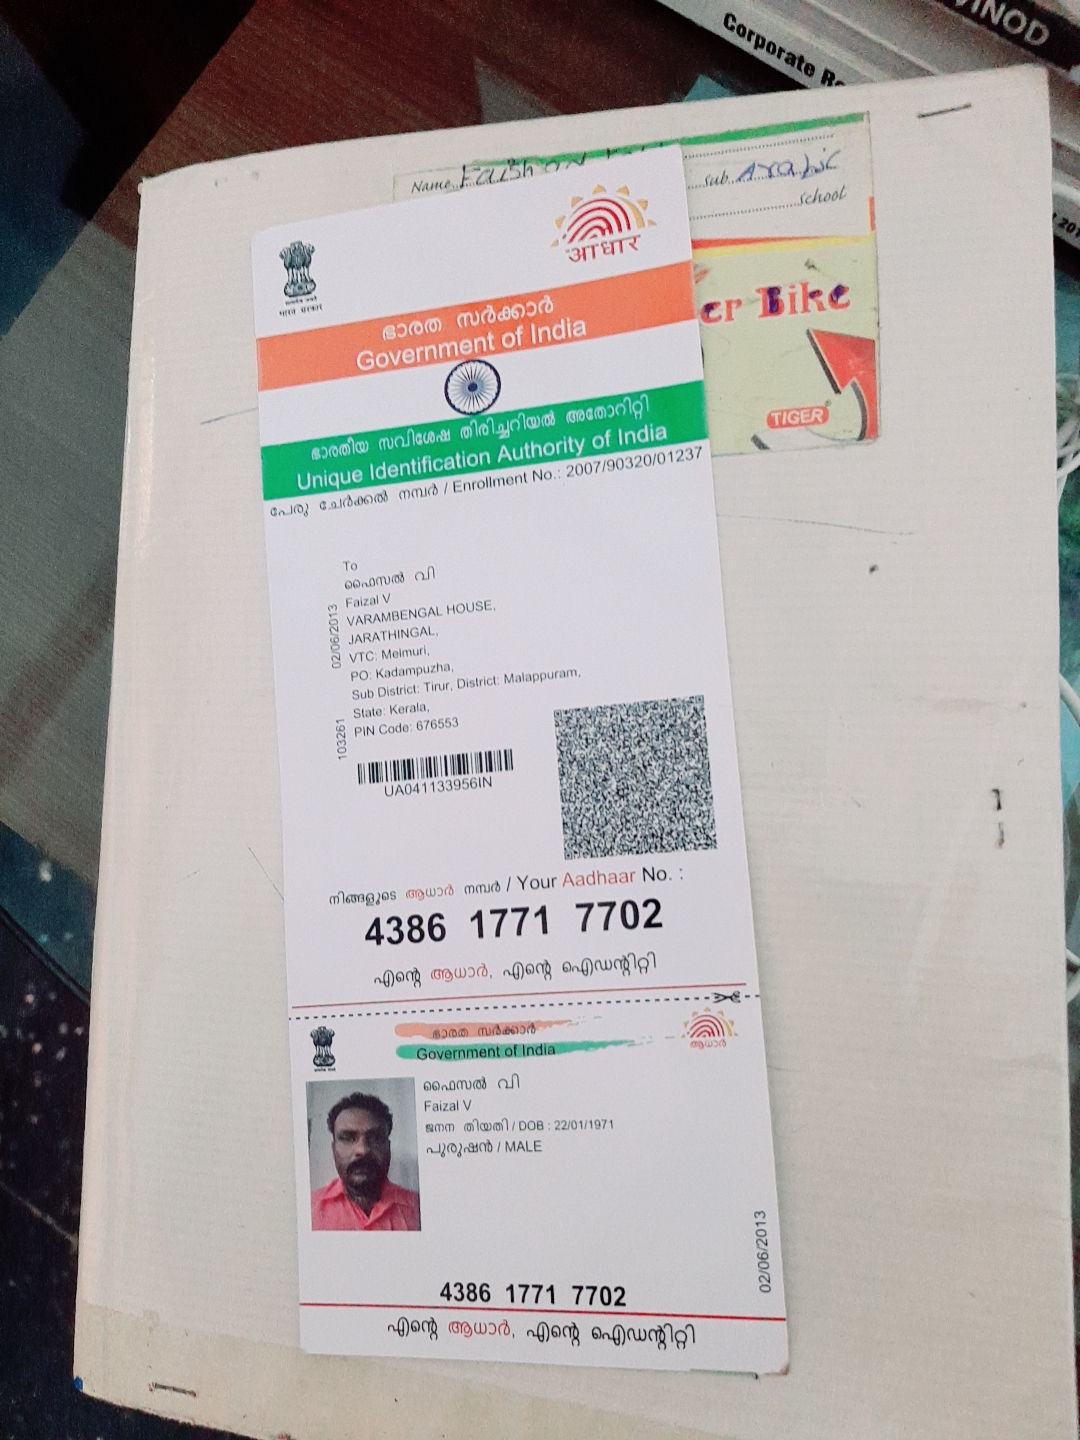 VINOD
Corporate
Name
sub Arabic
school
er Bike
TIGER
आधार
भारत सरकार
ഭാരത സർക്കാർ
Government of India
ഭാരതീയ സവിശേഷ തിരിച്ചറിയൽ അതോറിറ്റി
Unique Identification Authority of India
പേരു ചേർക്കൽ നമ്പർ / Enrollment No.: 2007/90320/01237
To
ഫൈസൽ വി
Faizal V
VARAMBENGAL HOUSE,
JARATHINGAL,
VTC: Melmuri,
PO: Kadampuzha,
Sub District: Tirur, District: Malappuram,
State: Kerala,
PIN Code: 676553
02/06/2013
103261
UA041133956IN
നിങ്ങളുടെ ആധാർ നമ്പർ / Your Aadhaar No. :
4386 1771 7702
എന്റെ ആധാർ, എന്റെ ഐഡന്റിറ്റി
ഭാരത സർക്കാർ
Government of India
ആധാർ
ഫൈസൽ വി
Faizal V
ജനന തിയതി / DOB : 22/01/1971
പുരുഷൻ / MALE
02/06/2013
4386 1771 7702
എന്റെ ആധാർ, എന്റെ ഐഡന്റിറ്റി